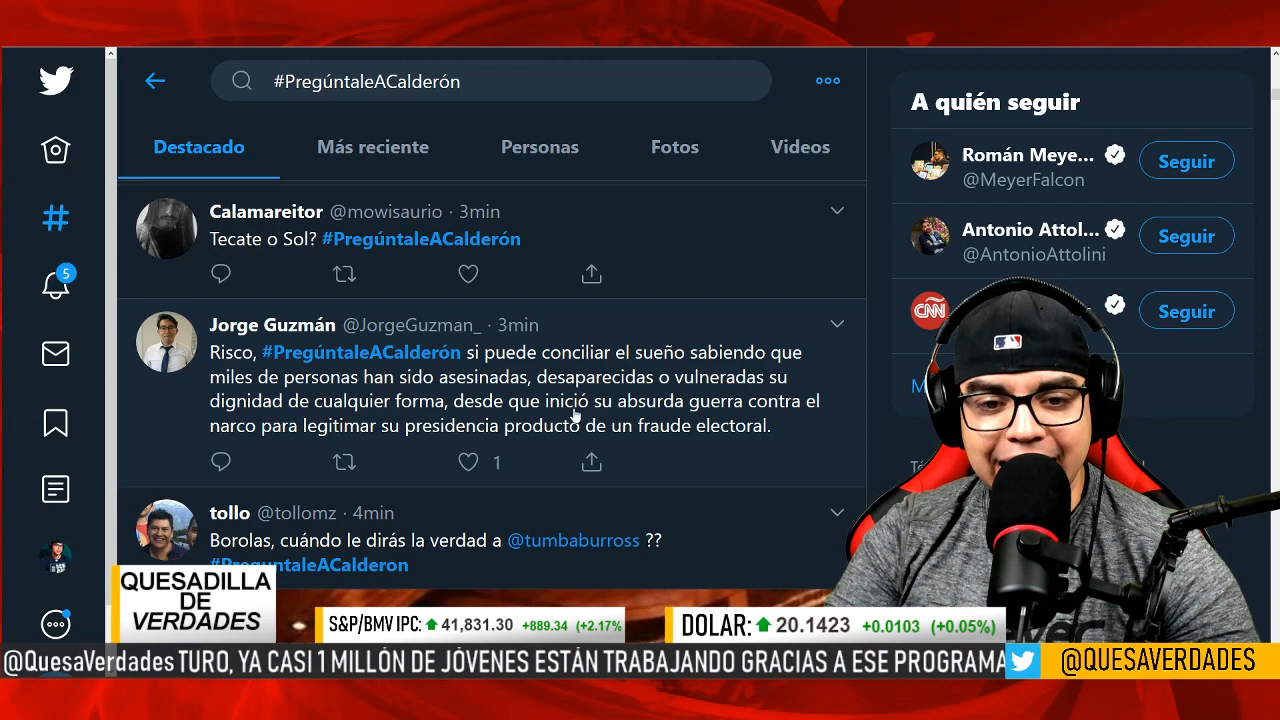 #PregúntaleACalderón
Destacado
Más reciente
Personas
Fotos
Videos
Calamareitor @mowisaurio · 3min
Tecate o Sol? #PregúntaleACalderón
Jorge Guzmán @JorgeGuzman_ · 3min
Risco, #PregúntaleACalderón si puede conciliar el sueño sabiendo que
miles de personas han sido asesinadas, desaparecidas o vulneradas su
dignidad de cualquier forma, desde que inició su absurda guerra contra el
narco para legitimar su presidencia producto de un fraude electoral.
1
tollo @tollomz · 4min
Borolas, cuándo le dirás la verdad a @tumbaburross ??
#PregúntaleACalderon
5
A quién seguir
Román Meye...
@MeyerFalcon
Seguir
Antonio Attol...
@AntonioAttolini
Seguir
CNN
Seguir
QUESADILLA
DE
VERDADES
S&P/BMV IPC: 41,831.30 +889.34 (+2.17%)
DOLAR: 20.1423 +0.0103 (+0.05%)
@QuesaVerdades TURO, YA CASI 1 MILLÓN DE JÓVENES ESTÁN TRABAJANDO GRACIAS A ESE PROGRAMA
@QUESAVERDADES